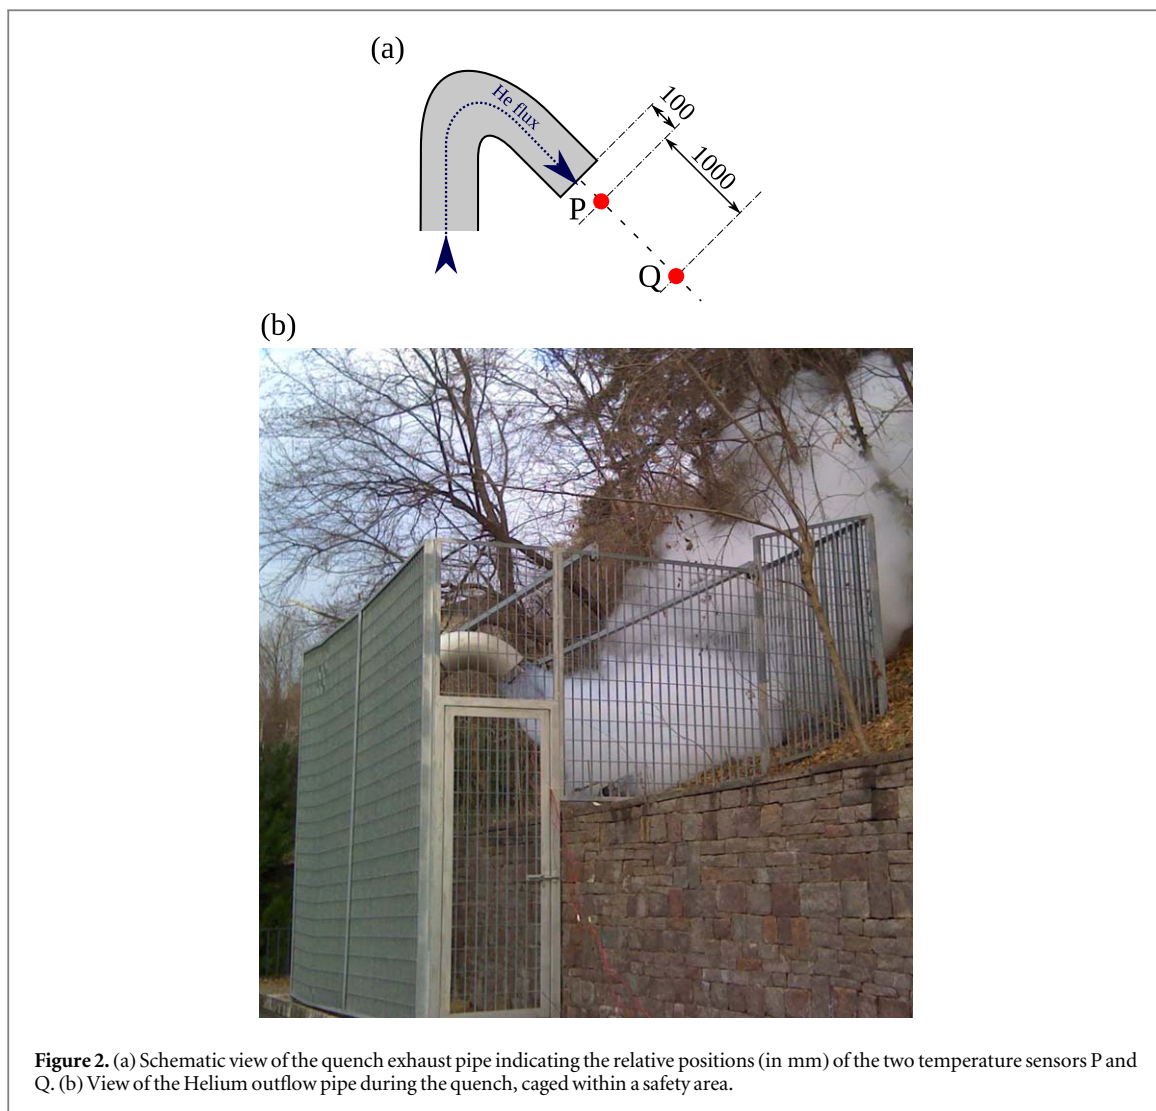 (a)
He flux
100
1000
P
Q
(b)
Figure 2. (a) Schematic view of the quench exhaust pipe indicating the relative positions (in mm) of the two temperature sensors P and
Q. (b) View of the Helium outflow pipe during the quench, caged within a safety area.